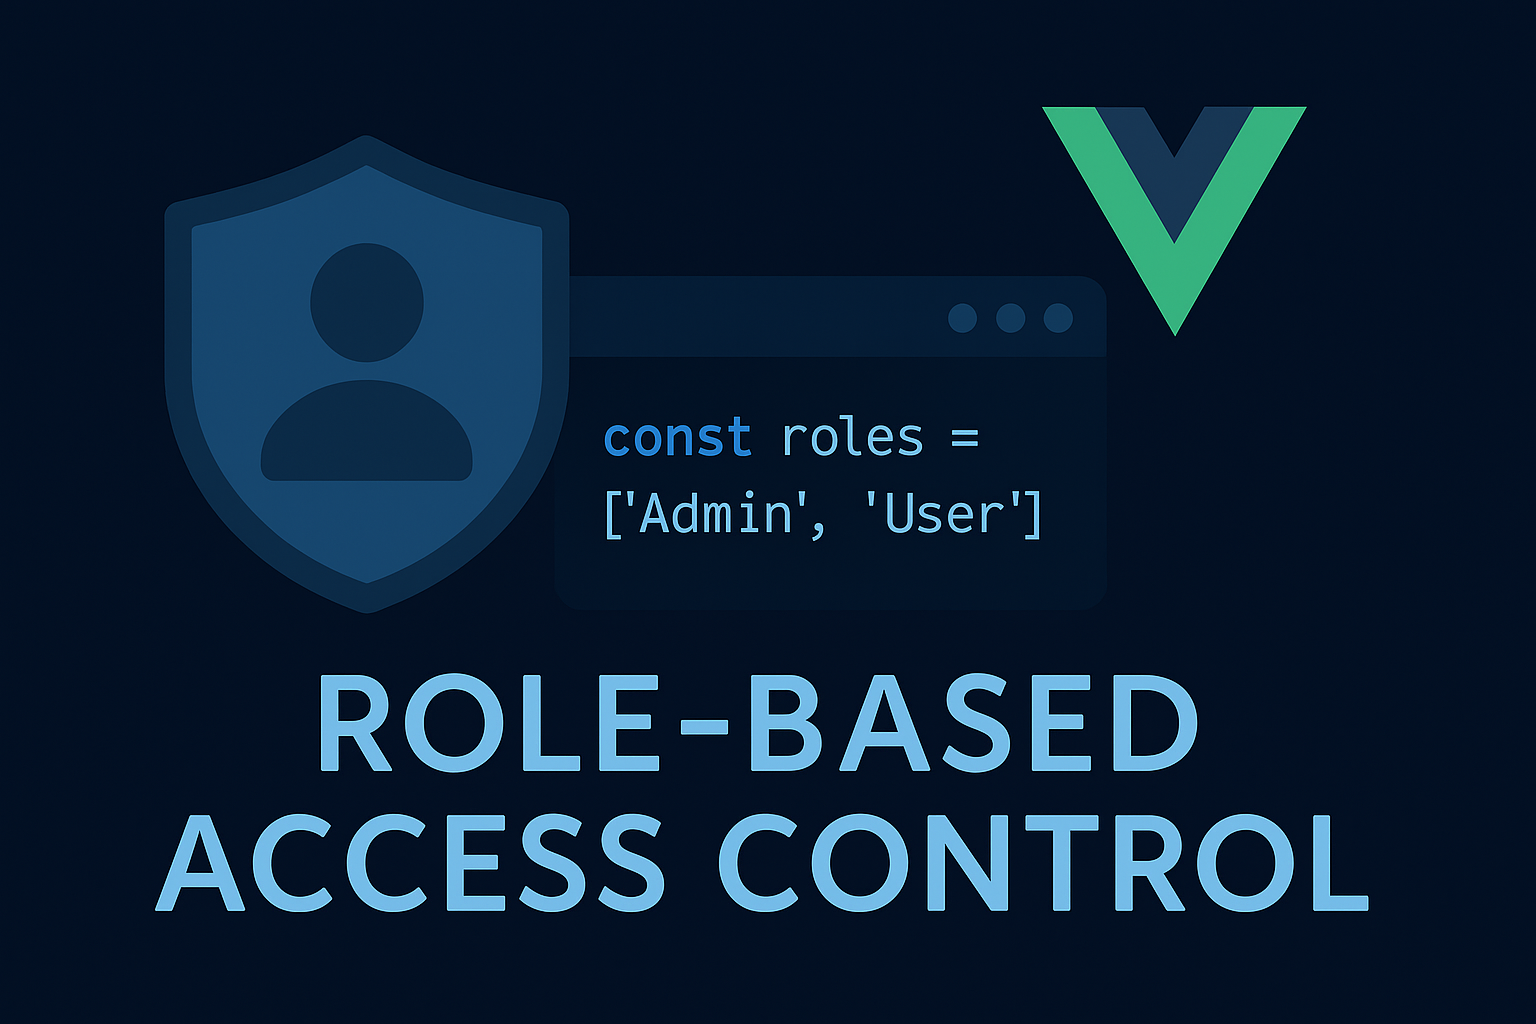 const roles =
['Admin', 'User']
ROLE-BASED
ACCESS CONTROL